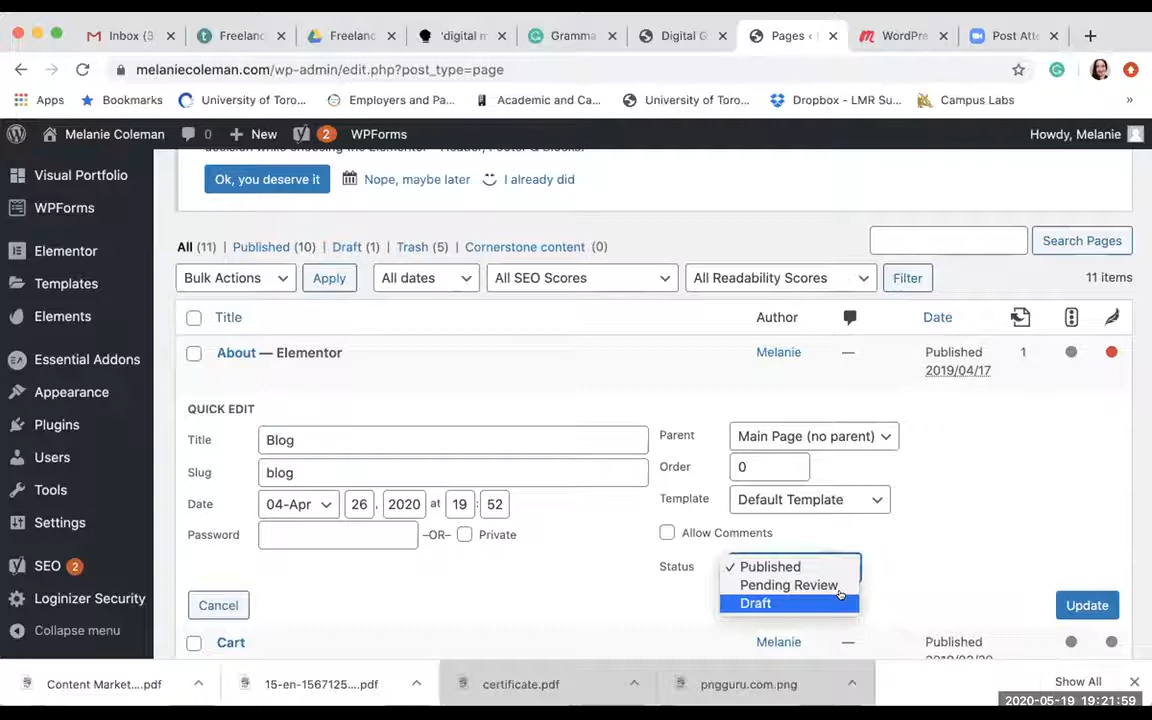 Inbox (3
Freelanc
Freelanc
'digital m
Gramma
Digital G
Pages ‹
WordPre
Post Atte
melaniecoleman.com/wp-admin/edit.php?post_type=page
Apps
Bookmarks
University of Toro...
Employers and Pa...
Academic and Ca...
University of Toro...
Dropbox - LMR Su...
Campus Labs
»
Melanie Coleman
0
New
2
WPForms
Howdy, Melanie
Visual Portfolio
WPForms
Elementor
Templates
Elements
Essential Addons
Appearance
Plugins
Users
Tools
Settings
SEO 2
Loginizer Security
Collapse menu
Ok, you deserve it
Nope, maybe later
I already did
All (11) | Published (10) | Draft (1) | Trash (5) | Cornerstone content (0)
Search Pages
Bulk Actions
Apply
All dates
All SEO Scores
All Readability Scores
Filter
11 items
Title
Author
Date
About — Elementor
Melanie
—
Published
2019/04/17
1
QUICK EDIT
Title
Blog
Slug
blog
Date
04-Apr 26 , 2020 at 19 : 52
Password
–OR–
Private
Parent
Main Page (no parent)
Order
0
Template
Default Template
Allow Comments
Status
✓ Published
Pending Review
Draft
Cancel
Update
Cart
Melanie
—
Published
Content Market....pdf
15-en-1567125....pdf
certificate.pdf
pngguru.com.png
Show All
2020-05-19 19:21:59